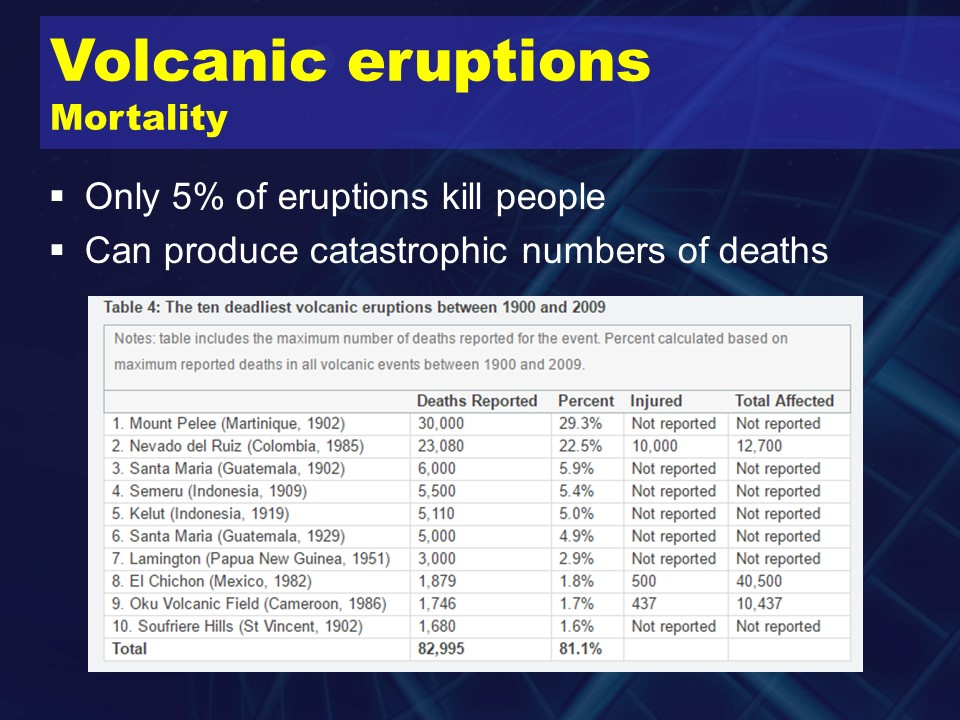 Volcanic eruptions
Mortality
▪ Only 5% of eruptions kill people
▪ Can produce catastrophic numbers of deaths
Table 4: The ten deadliest volcanic eruptions between 1900 and 2009
Notes: table includes the maximum number of deaths reported for the event. Percent calculated based on
maximum reported deaths in all volcanic events between 1900 and 2009.
Deaths Reported Percent Injured Total Affected
1. Mount Pelee (Martinique, 1902) 30,000 29.3% Not reported Not reported
2. Nevado del Ruiz (Colombia, 1985) 23,080 22.5% 10,000 12,700
3. Santa Maria (Guatemala, 1902) 6,000 5.9% Not reported Not reported
4. Semeru (Indonesia, 1909) 5,500 5.4% Not reported Not reported
5. Kelut (Indonesia, 1919) 5,110 5.0% Not reported Not reported
6. Santa Maria (Guatemala, 1929) 5,000 4.9% Not reported Not reported
7. Lamington (Papua New Guinea, 1951) 3,000 2.9% Not reported Not reported
8. El Chichon (Mexico, 1982) 1,879 1.8% 500 40,500
9. Oku Volcanic Field (Cameroon, 1986) 1,746 1.7% 437 10,437
10. Soufriere Hills (St Vincent, 1902) 1,680 1.6% Not reported Not reported
Total 82,995 81.1%